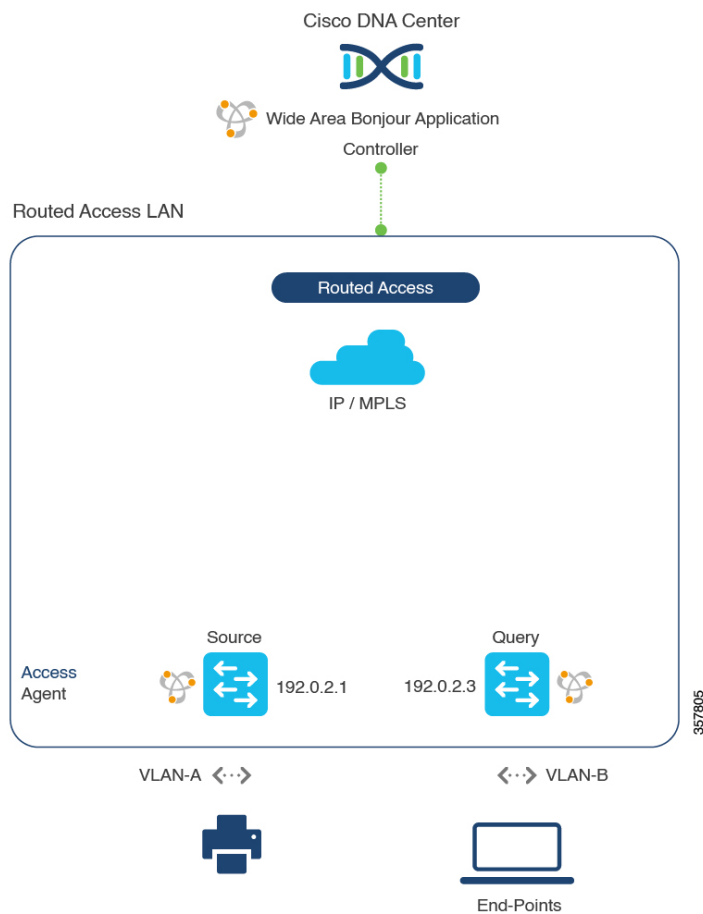 Cisco DNA Center
Wide Area Bonjour Application
Controller
Routed Access LAN
Routed Access
IP / MPLS
Source
Query
Access
Agent
192.0.2.1
192.0.2.3
357805
VLAN-A
VLAN-B
End-Points